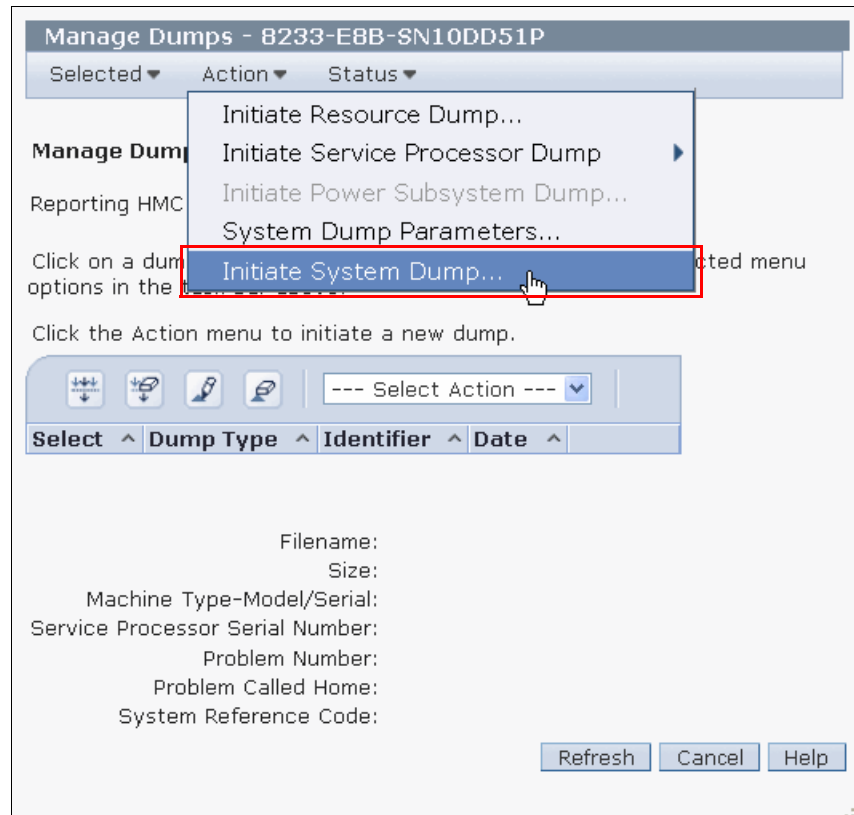 Manage Dumps - 8233-E8B-SN10DD51P
Selected Action Status
Initiate Resource Dump...
Manage Dum
Initiate Service Processor Dump
Initiate Power Subsystem Dump...
Reporting HMC
System Dump Parameters...
Click on a dum
Initiate System Dump...
cted menu
options in the
Click the Action menu to initiate a new dump.
--- Select Action ---
Select ^ Dump Type ^ Identifier ^ Date ^
Filename:
Size:
Machine Type-Model/Serial:
Service Processor Serial Number:
Problem Number:
Problem Called Home:
System Reference Code:
Refresh Cancel Help